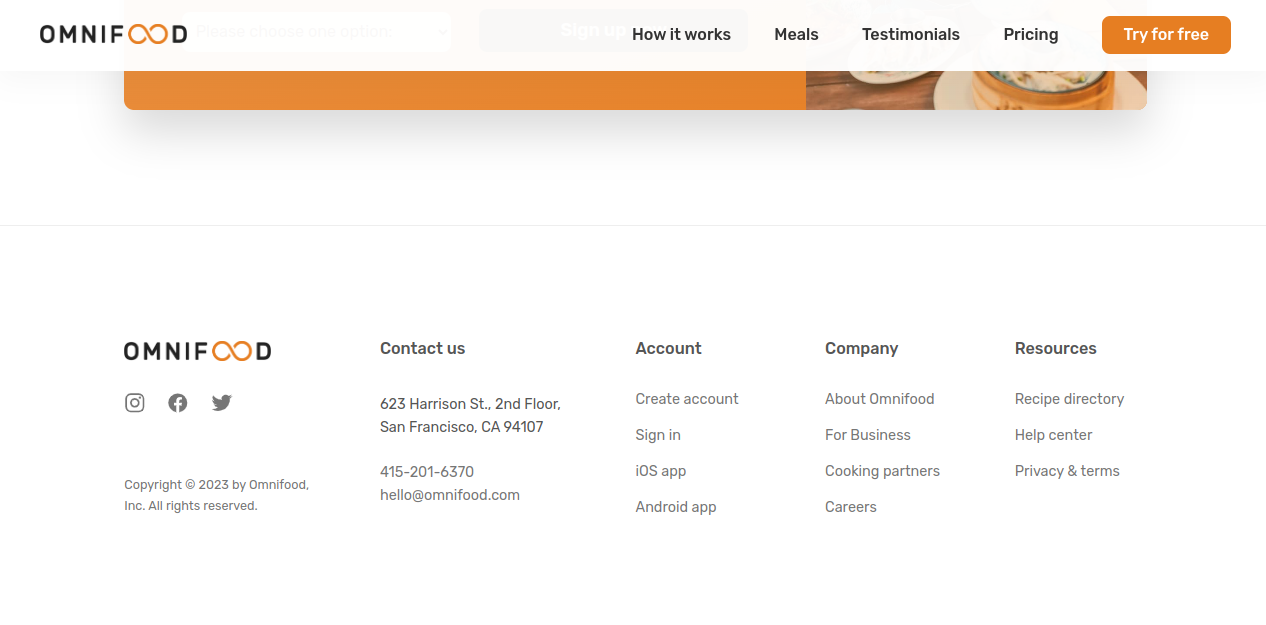 OMNIFOOD
Please choose one option:
Sign up
How it works
Meals
Testimonials
Pricing
Try for free
OMNIFOOD
Copyright © 2023 by Omnifood,
Inc. All rights reserved.
Contact us
623 Harrison St., 2nd Floor,
San Francisco, CA 94107
415-201-6370
hello@omnifood.com
Account
Create account
Sign in
iOS app
Android app
Company
About Omnifood
For Business
Cooking partners
Careers
Resources
Recipe directory
Help center
Privacy & terms